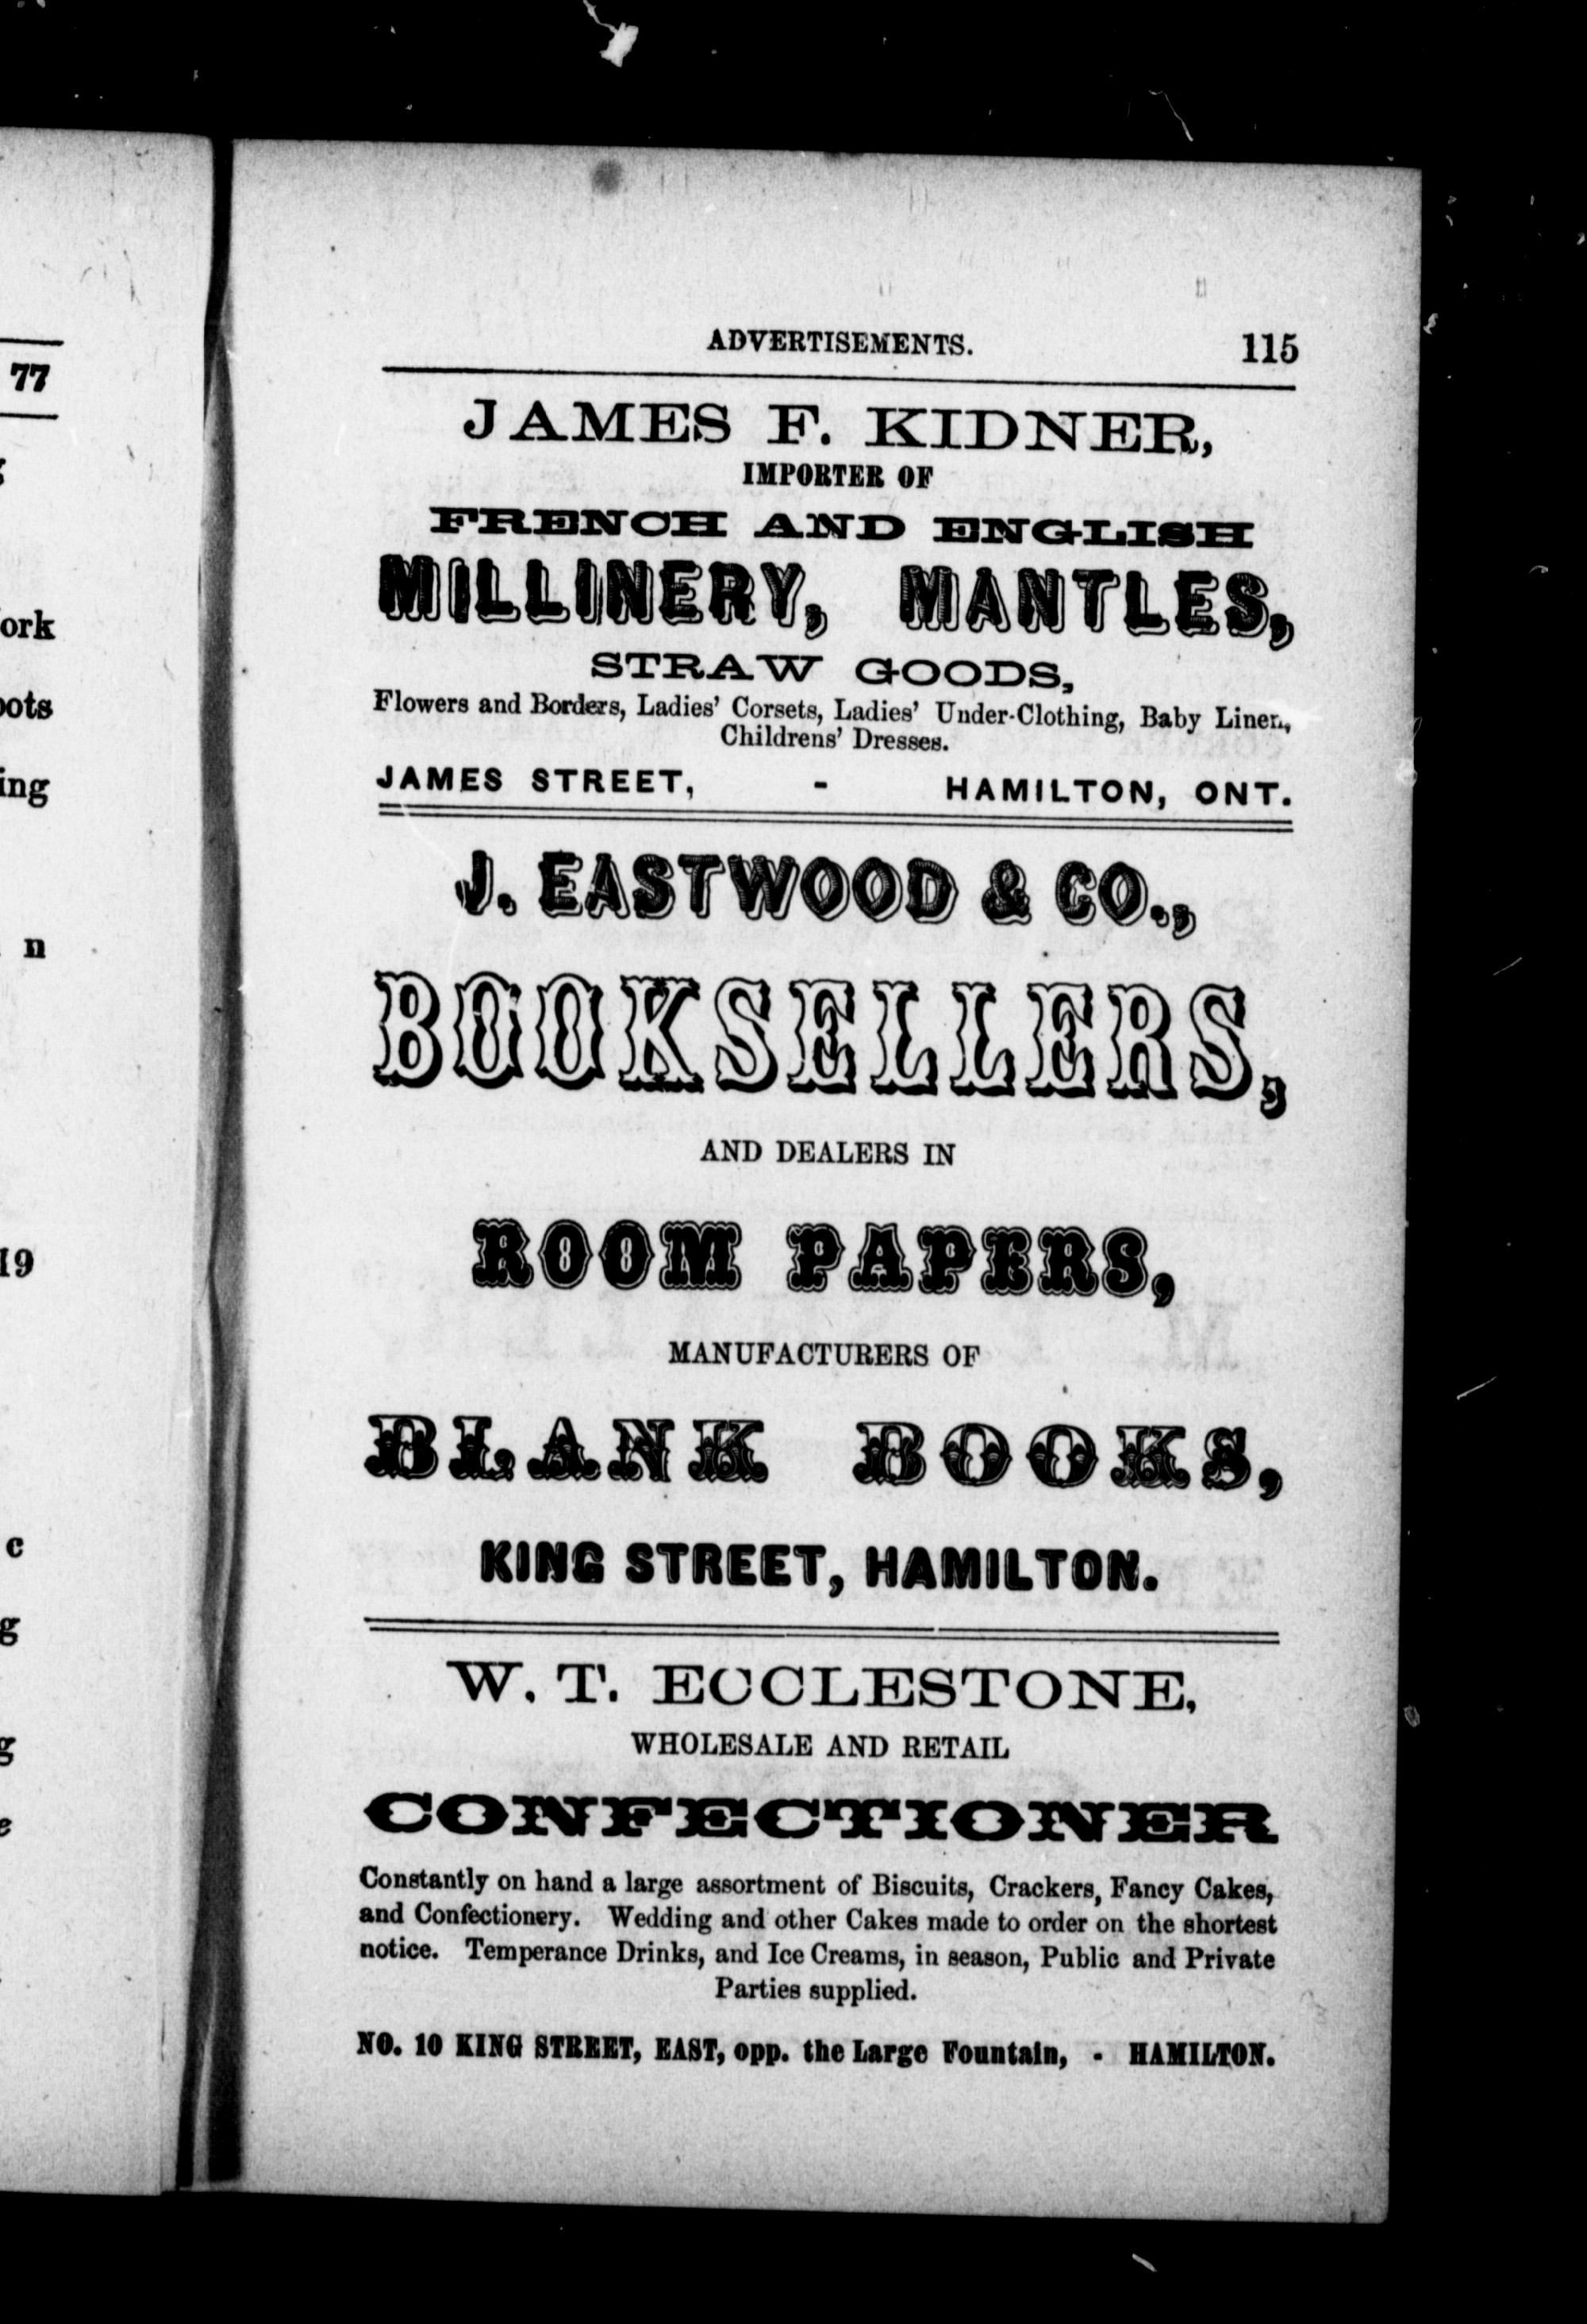 77
ork
ing
n
19
c
g
g
e
ADVERTISEMENTS. 115
JAMES F. KIDNER,
IMPORTER OF
FRENCH AND ENGLISH
MILLINERY, MANTLES,
STRAW GOODS,
Flowers and Borders, Ladies' Corsets, Ladies' Under-Clothing, Baby Linen,
Childrens' Dresses.
JAMES STREET, - HAMILTON, ONT.
J. EASTWOOD & CO.,
BOOKSELLERS,
AND DEALERS IN
ROOM PAPERS,
MANUFACTURERS OF
BLANK BOOKS,
KING STREET, HAMILTON.
W. T. ECCLESTONE,
WHOLESALE AND RETAIL
CONFECTIONER
Constantly on hand a large assortment of Biscuits, Crackers, Fancy Cakes,
and Confectionery. Wedding and other Cakes made to order on the shortest
notice. Temperance Drinks, and Ice Creams, in season, Public and Private
Parties supplied.
NO. 10 KING STREET, EAST, opp. the Large Fountain, - HAMILTON.